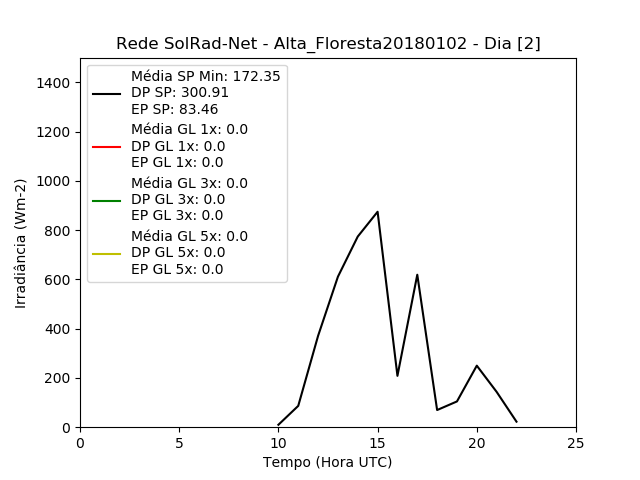 Rede SolRad-Net - Alta_Floresta20180102 - Dia [2]
Média SP Min: 172.35
DP SP: 300.91
EP SP: 83.46
Média GL 1x: 0.0
DP GL 1x: 0.0
EP GL 1x: 0.0
Média GL 3x: 0.0
DP GL 3x: 0.0
EP GL 3x: 0.0
Média GL 5x: 0.0
DP GL 5x: 0.0
EP GL 5x: 0.0
Irradiância (Wm-2)
1400
1200
1000
800
600
400
200
0
0 5 10 15 20 25
Tempo (Hora UTC)